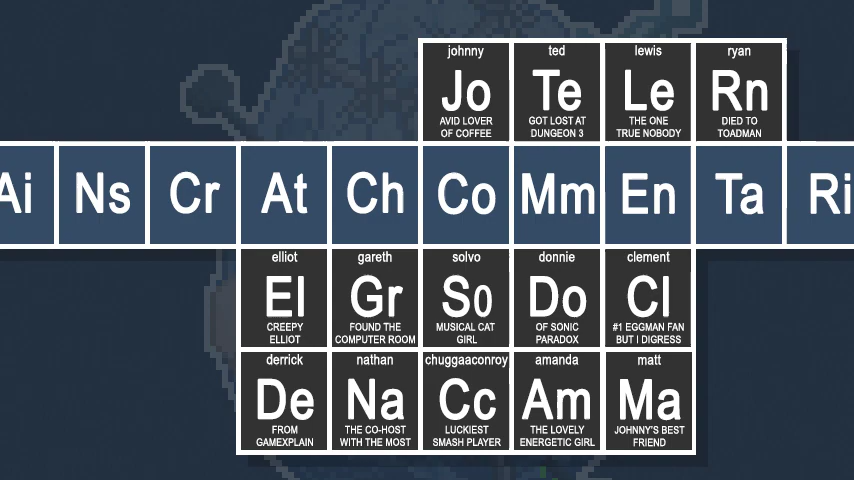 johnny ted lewis ryan
Jo Te Le Rn
AVID LOVER GOT LOST AT THE ONE DIED TO
OF COFFEE DUNGEON 3 TRUE NOBODY TOADMAN
Ai Ns Cr At Ch Co Mm En Ta Ri
elliot gareth solvo donnie clement
El Gr So Do Cl
CREEPY FOUND THE MUSICAL CAT OF SONIC #1 EGGMAN FAN
ELLIOT COMPUTER ROOM GIRL PARADOX BUT I DIGRESS
derrick nathan chuggaaconroy amanda matt
De Na Cc Am Ma
FROM THE CO-HOST LUCKIEST THE LOVELY JOHNNY'S BEST
GAMEXPLAIN WITH THE MOST SMASH PLAYER ENERGETIC GIRL FRIEND